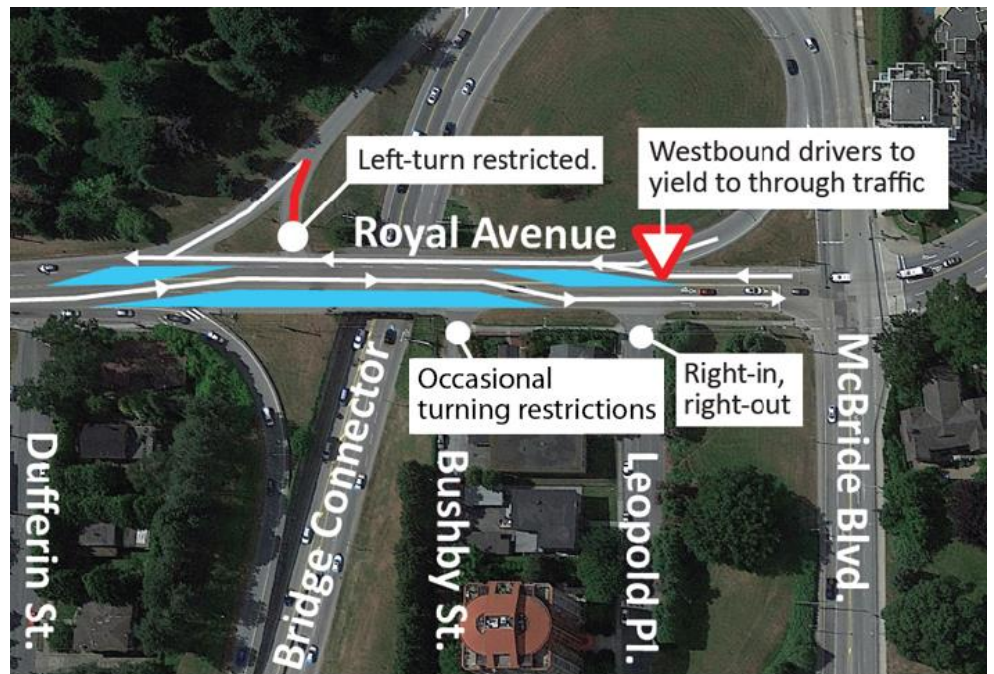 Left-turn restricted.
Westbound drivers to
yield to through traffic
Royal Avenue
Occasional
turning restrictions
Right-in,
right-out
Dufferin St.
Bridge Connector
Bushby St.
Leopold Pl.
McBride Blvd.